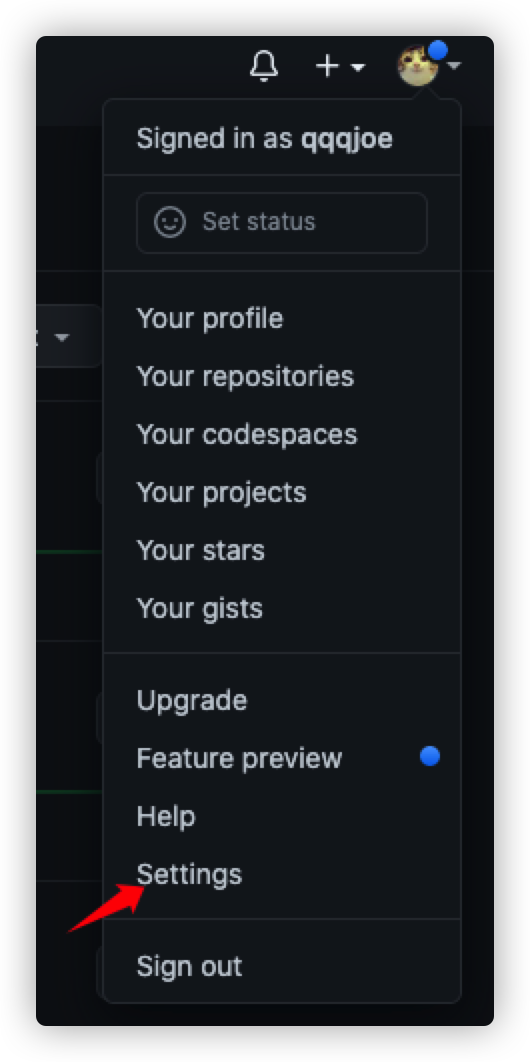 Signed in as qqqjoe
Set status
Your profile
Your repositories
Your codespaces
Your projects
Your stars
Your gists
Upgrade
Feature preview
Help
Settings
Sign out